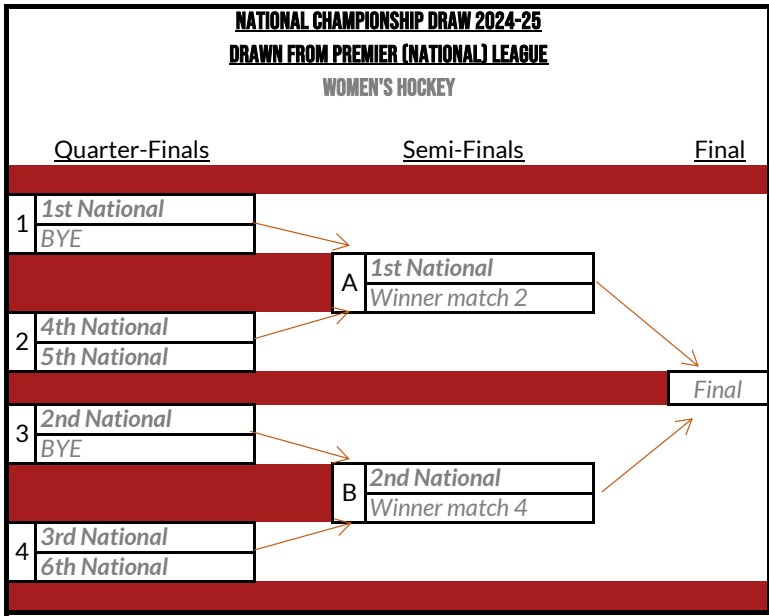 NATIONAL CHAMPIONSHIP DRAW 2024-25
DRAWN FROM PREMIER (NATIONAL) LEAGUE
WOMEN'S HOCKEY
Quarter-Finals Semi-Finals Final
1 1st National
BYE
A 1st National
Winner match 2
2 4th National
5th National
Final
3 2nd National
BYE
B 2nd National
Winner match 4
4 3rd National
6th National